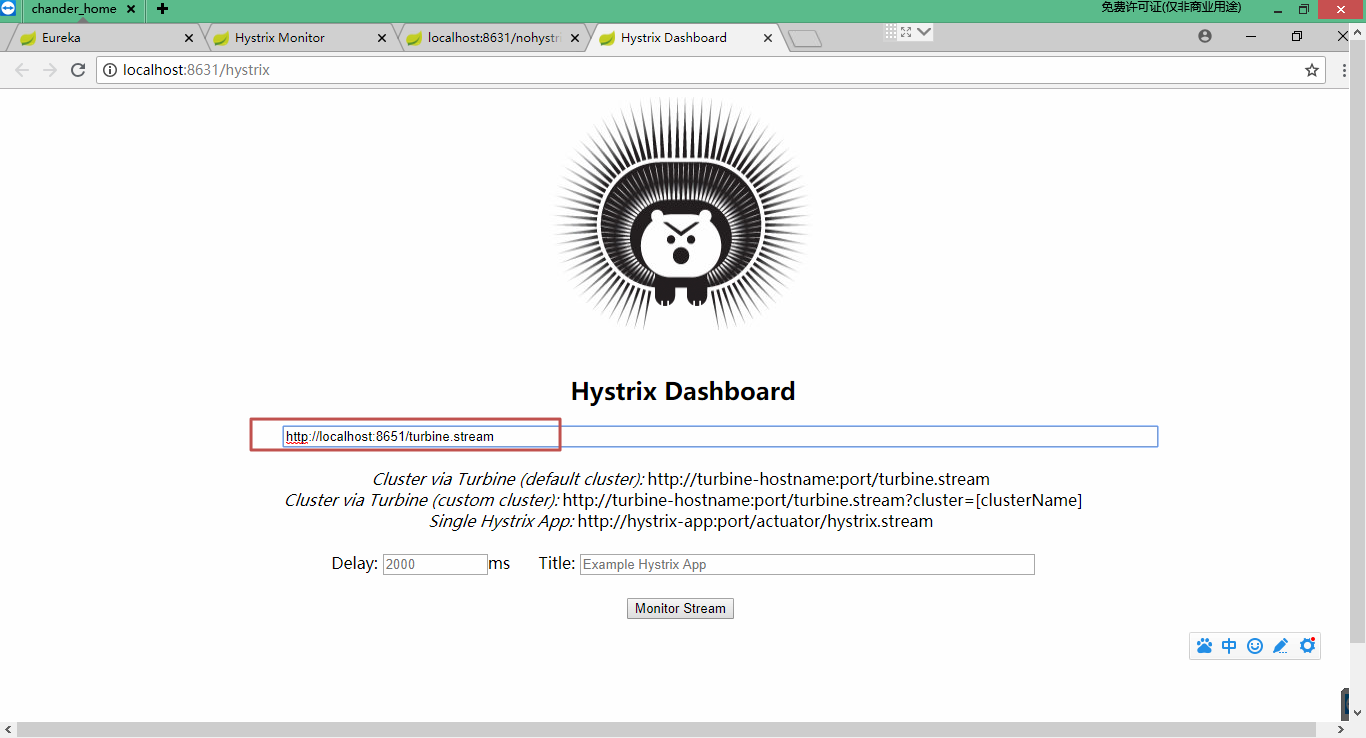 chander_home
免费许可证(仅非商业用途)
Eureka
Hystrix Monitor
localhost:8631/nohystri
Hystrix Dashboard
localhost:8631/hystrix
Hystrix Dashboard
http://localhost:8651/turbine.stream
Cluster via Turbine (default cluster): http://turbine-hostname:port/turbine.stream
Cluster via Turbine (custom cluster): http://turbine-hostname:port/turbine.stream?cluster=[clusterName]
Single Hystrix App: http://hystrix-app:port/actuator/hystrix.stream
Delay: 2000 ms Title: Example Hystrix App
Monitor Stream
中